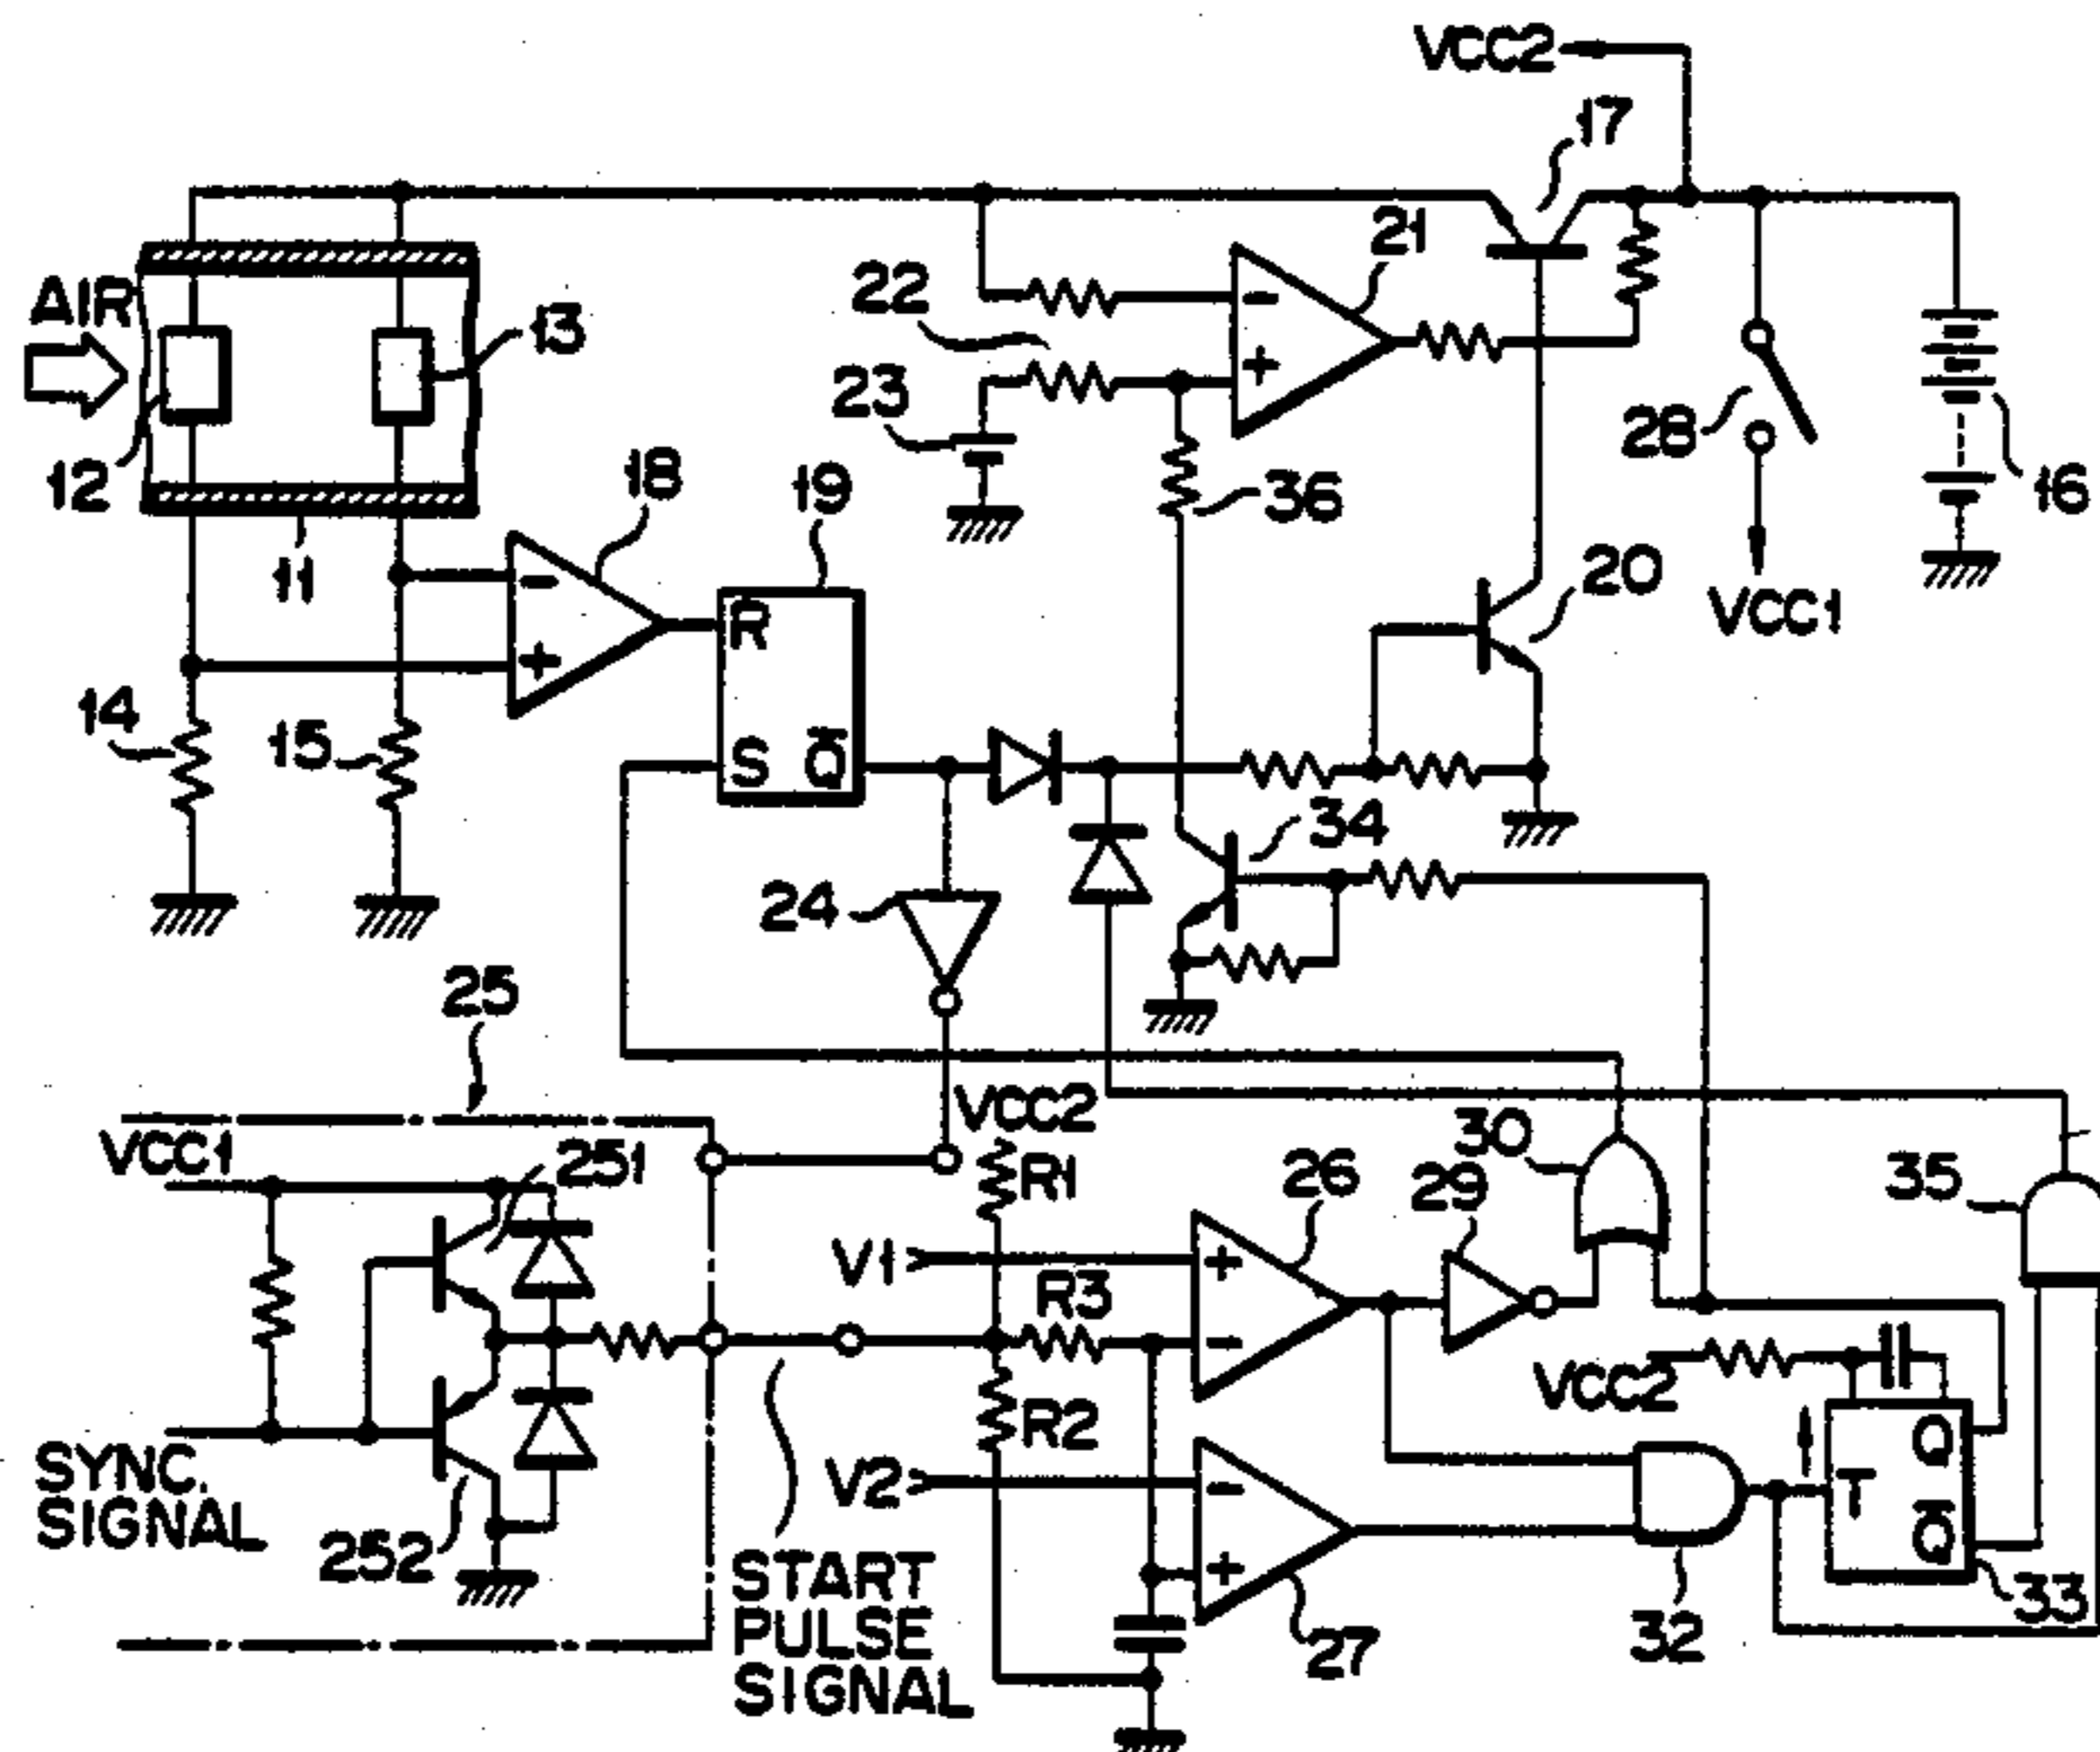 VCC2
17
21
AIR
22
13
23
28
12
18
19
36
16
11
20
VCC1
-
+
-
+
R
14
15
S Q̅
34
24
25
VCC2
VCC1
251
R1
30
26
29
35
V1
+
R3
-
VCC2
R2
Q
SYNC.
SIGNAL
V2
-
T
Q̅
252
START
PULSE
SIGNAL
+
27
32
33